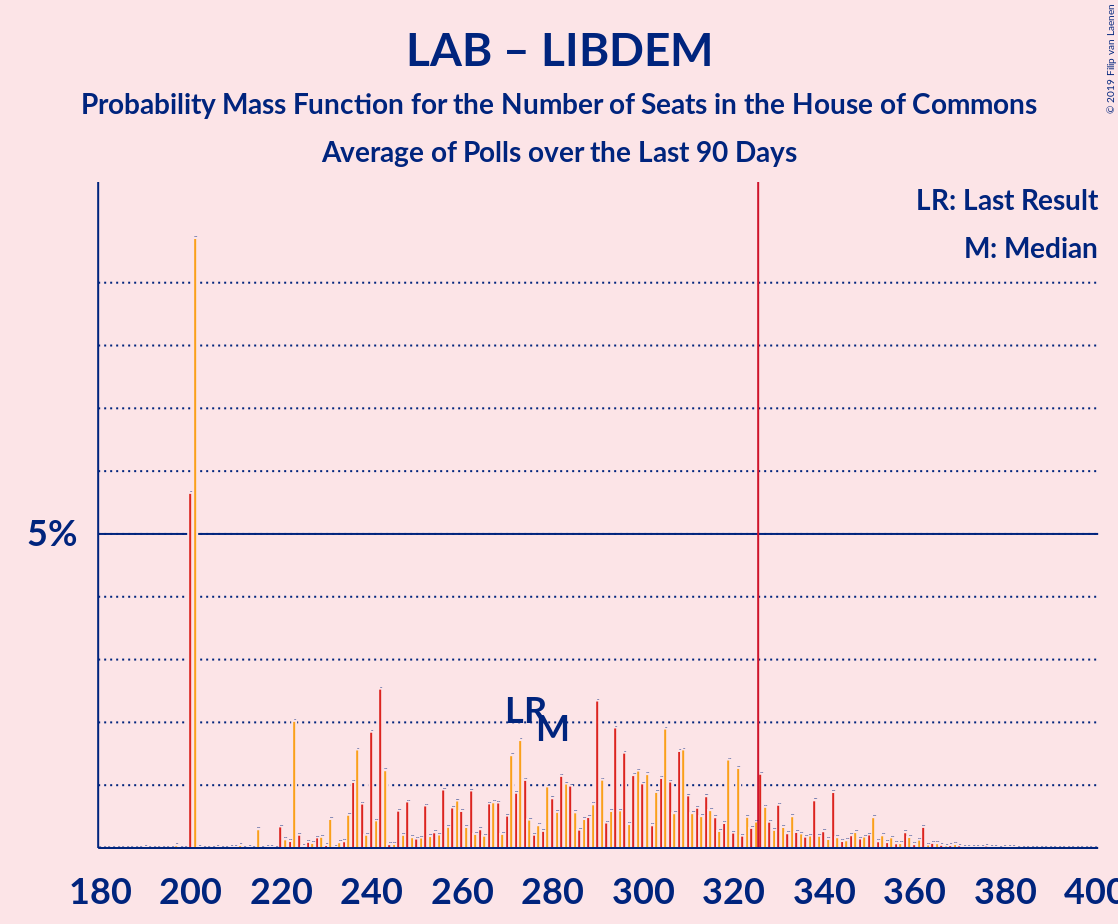 LAB – LIBDEM
Probability Mass Function for the Number of Seats in the House of Commons
Average of Polls over the Last 90 Days
© 2019 Filip van Laenen
LR: Last Result
M: Median
5%
LR
M
180 200 220 240 260 280 300 320 340 360 380 400